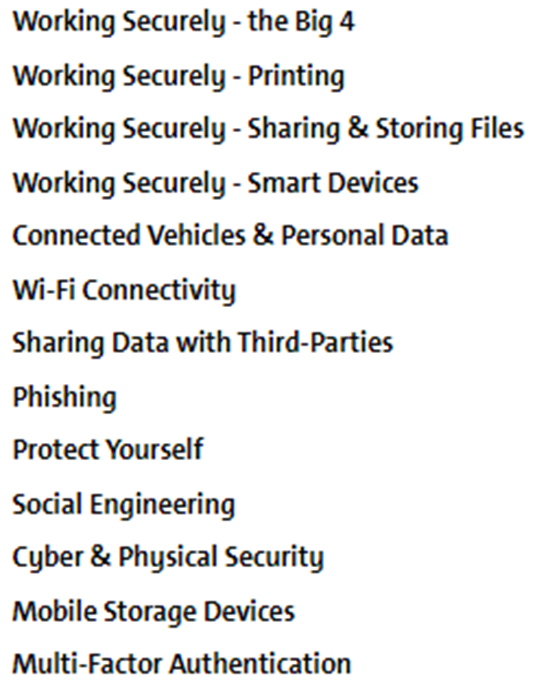 Working Securely - the Big 4
Working Securely - Printing
Working Securely - Sharing & Storing Files
Working Securely - Smart Devices
Connected Vehicles & Personal Data
Wi-Fi Connectivity
Sharing Data with Third-Parties
Phishing
Protect Yourself
Social Engineering
Cyber & Physical Security
Mobile Storage Devices
Multi-Factor Authentication